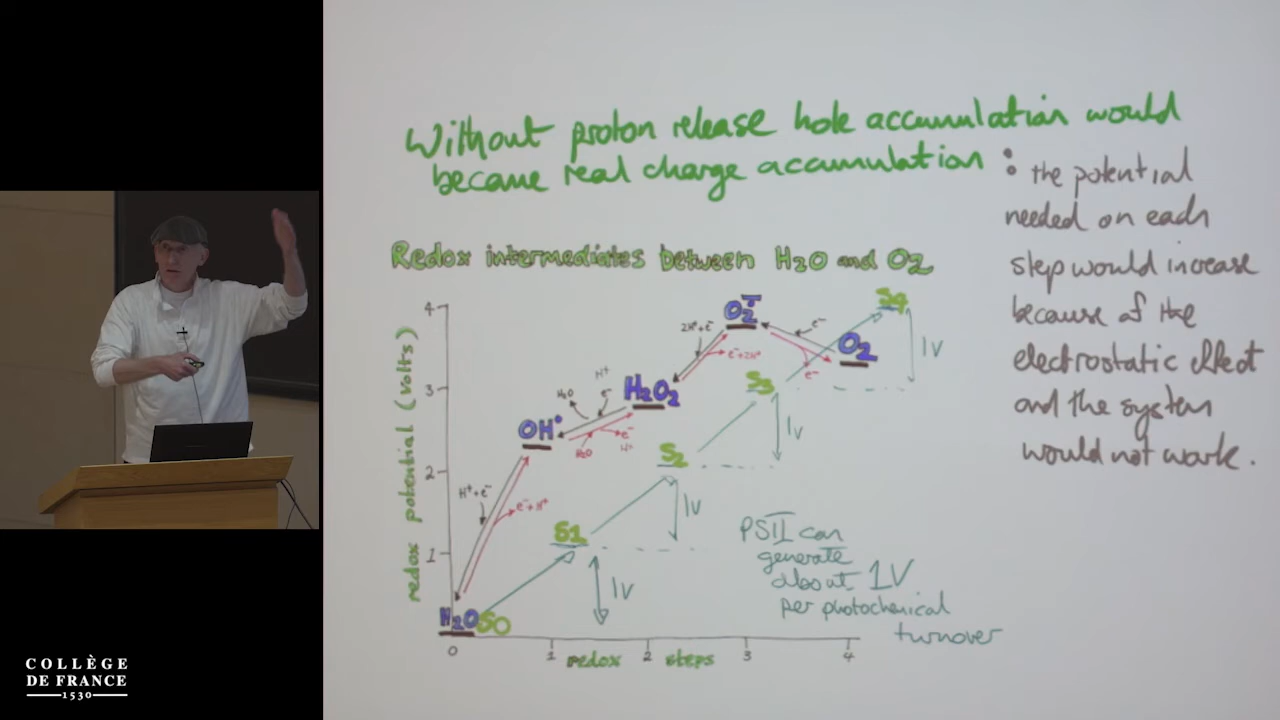 Without proton release hole accumulation would
become real charge accumulation :
the potential
needed on each
step would increase
because of the
electrostatic effect
and the system
would not work.
Redox intermediates between H2O and O2
redox potential (volts)
4
3
2
1
0
1
2
3
4
redox steps
H2O
S0
OH•
H2O2
O2•-
O2
S1
S2
S3
S4
H++e-
e-+H+
H2O
H+
e-
H2O
e-
H+
2H++e-
e-+2H+
e-
e-
1V
1V
1V
1V
PSII can
generate
about 1V
per photochemical
turnover
COLLÈGE
DE FRANCE
1530